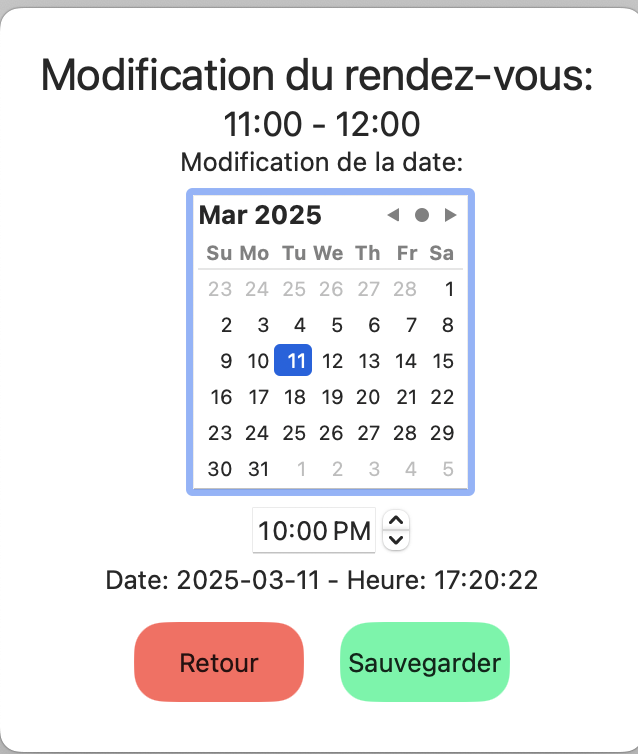 Modification du rendez-vous:
11:00 - 12:00
Modification de la date:
Mar 2025
Su Mo Tu We Th Fr Sa
23 24 25 26 27 28 1
2 3 4 5 6 7 8
9 10 11 12 13 14 15
16 17 18 19 20 21 22
23 24 25 26 27 28 29
30 31 1 2 3 4 5
10:00 PM
Date: 2025-03-11 - Heure: 17:20:22
Retour Sauvegarder